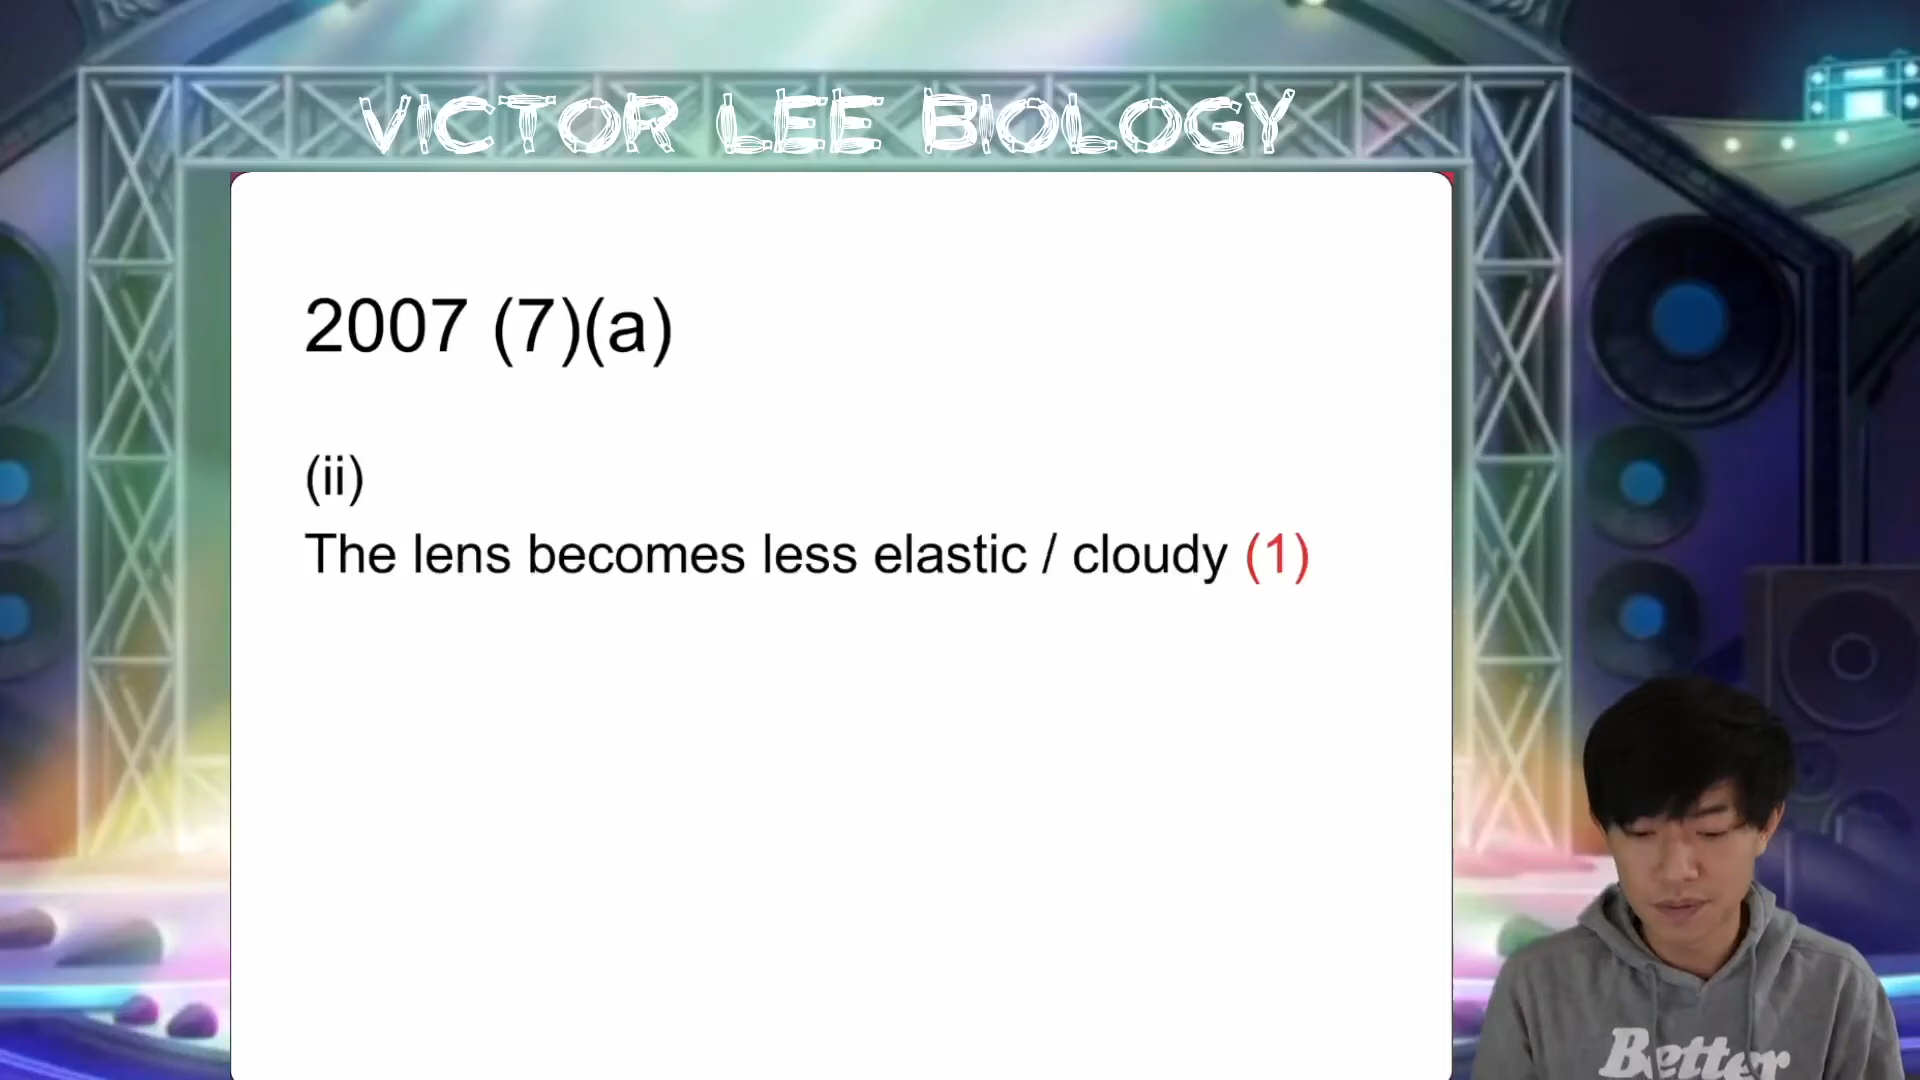 VICTOR LEE BIOLOGY
2007 (7)(a)
(ii)
The lens becomes less elastic / cloudy (1)
Better